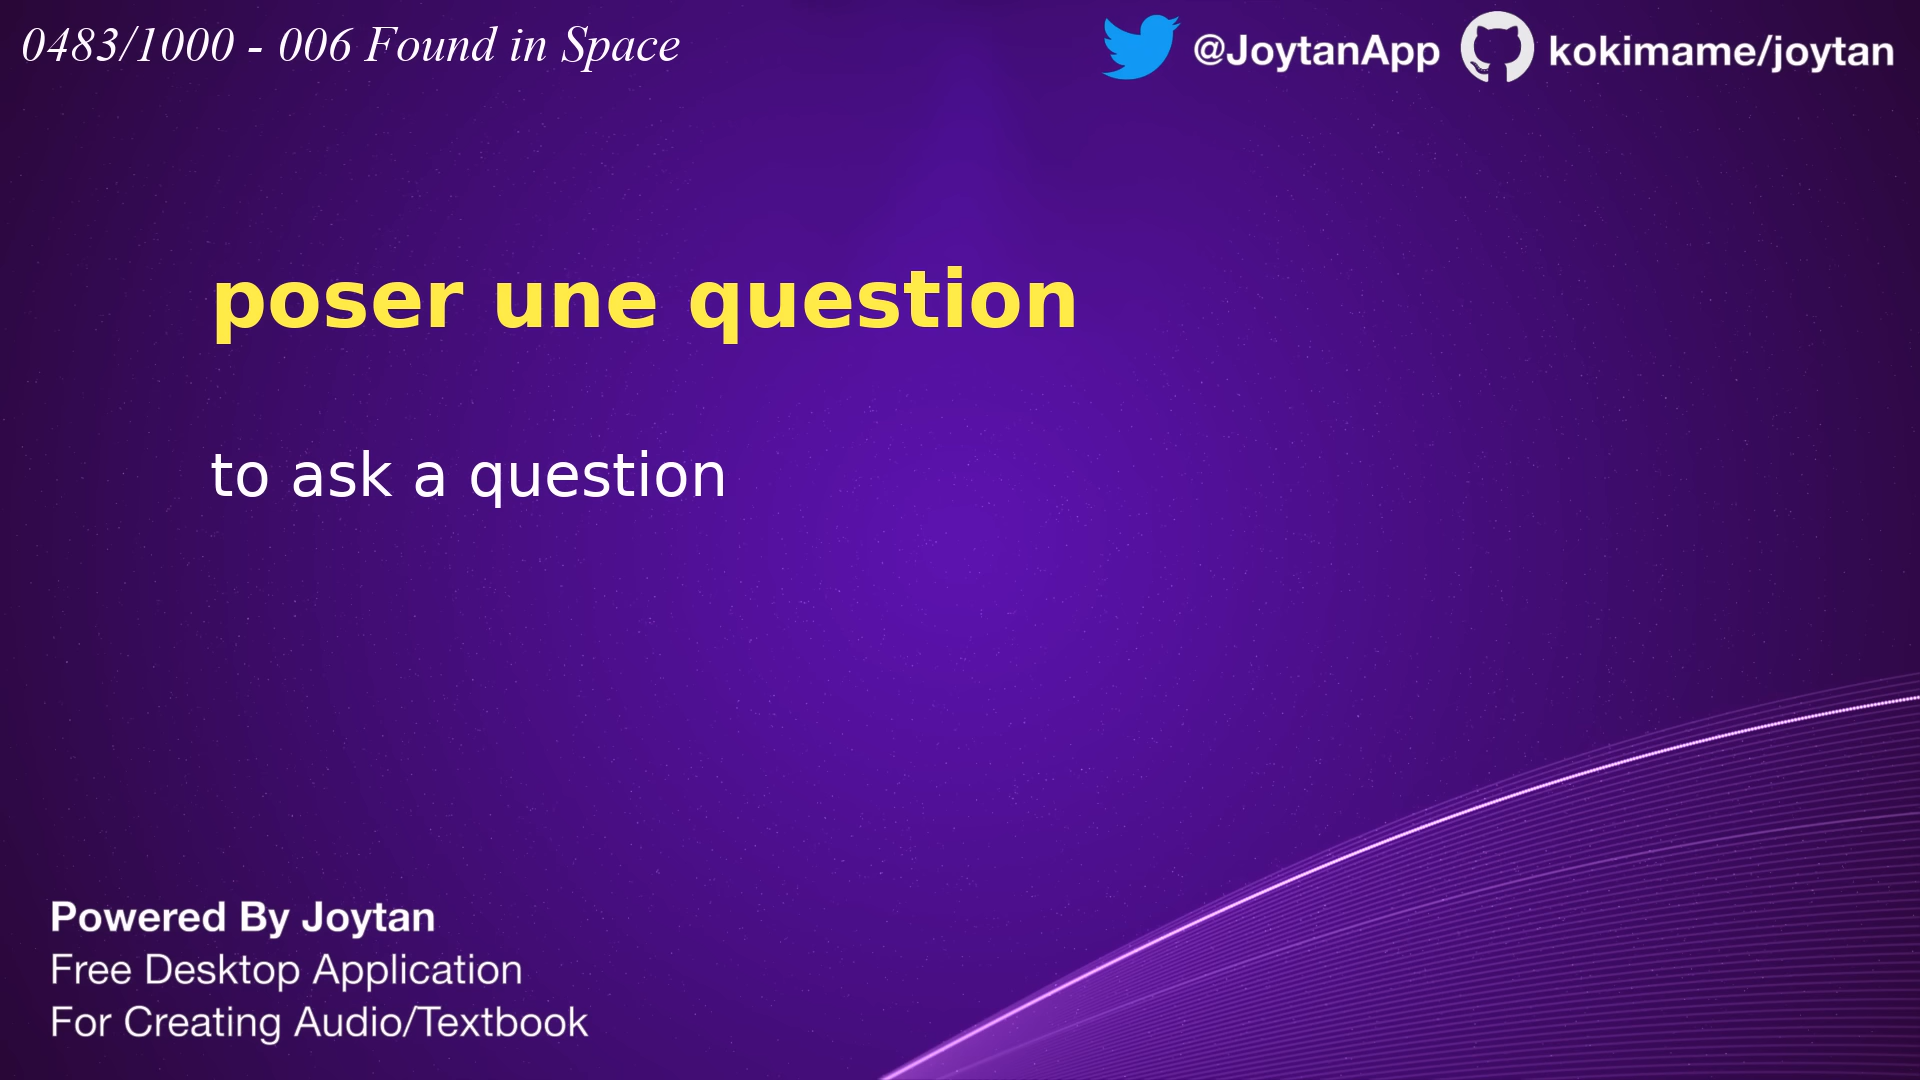 0483/1000 - 006 Found in Space
@JoytanApp
kokimame/joytan
poser une question
to ask a question
Powered By Joytan
Free Desktop Application
For Creating Audio/Textbook